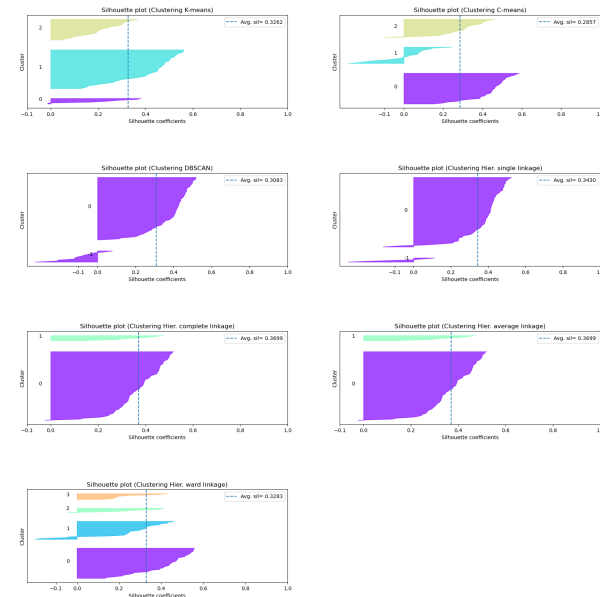 Silhouette plot (Clustering K-means)
Avg. sil= 0.3262
2
1
0
Cluster
−0.1 0.0 0.2 0.4 0.6 0.8 1.0
Silhouette coefficients
Silhouette plot (Clustering C-means)
Avg. sil= 0.2857
2
1
0
Cluster
−0.1 0.0 0.2 0.4 0.6 0.8 1.0
Silhouette coefficients
Silhouette plot (Clustering DBSCAN)
Avg. sil= 0.3083
0
-1
Cluster
−0.1 0.0 0.2 0.4 0.6 0.8 1.0
Silhouette coefficients
Silhouette plot (Clustering Hier. single linkage)
Avg. sil= 0.3430
0
-1
Cluster
−0.1 0.0 0.2 0.4 0.6 0.8 1.0
Silhouette coefficients
Silhouette plot (Clustering Hier. complete linkage)
Avg. sil= 0.3699
1
0
Cluster
−0.1 0.0 0.2 0.4 0.6 0.8 1.0
Silhouette coefficients
Silhouette plot (Clustering Hier. average linkage)
Avg. sil= 0.3699
1
0
Cluster
−0.1 0.0 0.2 0.4 0.6 0.8 1.0
Silhouette coefficients
Silhouette plot (Clustering Hier. ward linkage)
Avg. sil= 0.3283
3
2
1
0
Cluster
−0.1 0.0 0.2 0.4 0.6 0.8 1.0
Silhouette coefficients